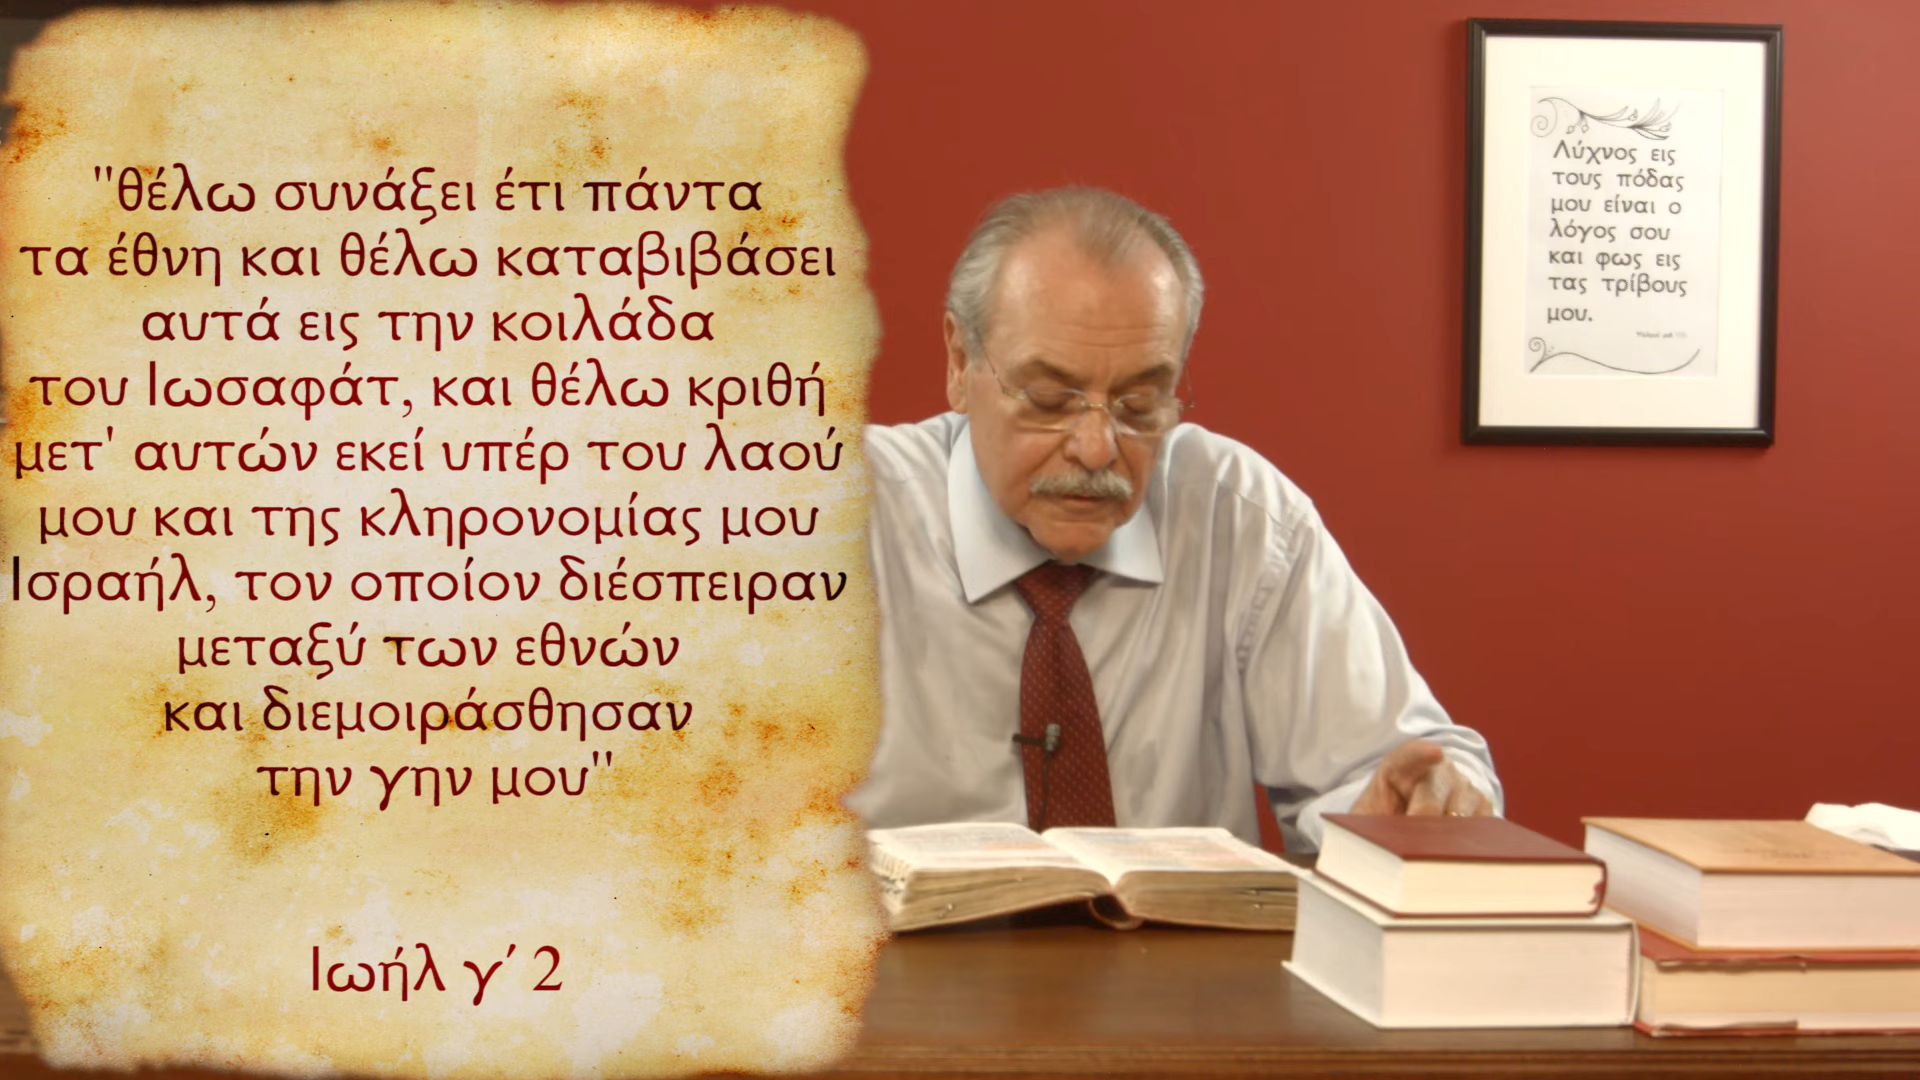 "θέλω συνάξει έτι πάντα
τα έθνη και θέλω καταβιβάσει
αυτά εις την κοιλάδα
του Ιωσαφάτ, και θέλω κριθή
μετ' αυτών εκεί υπέρ του λαού
μου και της κληρονομίας μου
Ισραήλ, τον οποίον διέσπειραν
μεταξύ των εθνών
και διεμοιράσθησαν
την γην μου"
Ιωήλ γ΄ 2
Λύχνος εις
τους πόδας
μου είναι ο
λόγος σου
και φως εις
τας τρίβους
μου.